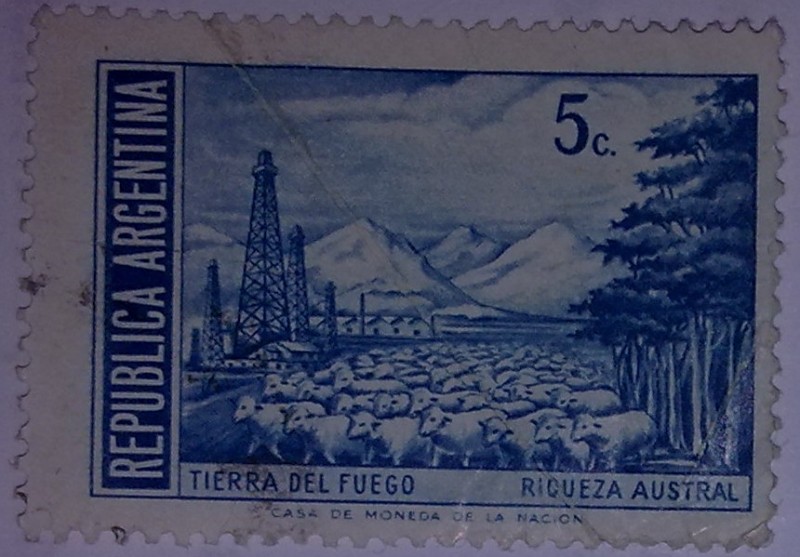 REPUBLICA ARGENTINA
5c.
TIERRA DEL FUEGO
RIQUEZA AUSTRAL
CASA DE MONEDA DE LA NACION